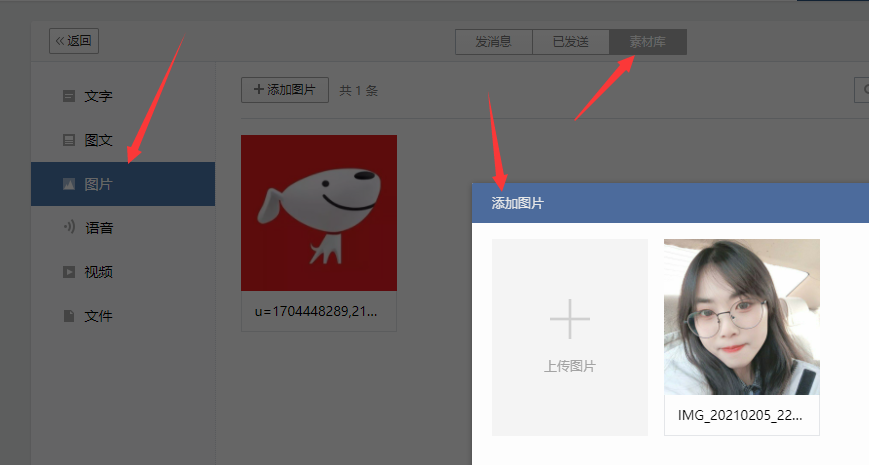 返回
发消息 已发送 素材库
文字
图文
图片
语音
视频
文件
添加图片 共 1 条
u=1704448289,21...
添加图片
上传图片
IMG_20210205_22...